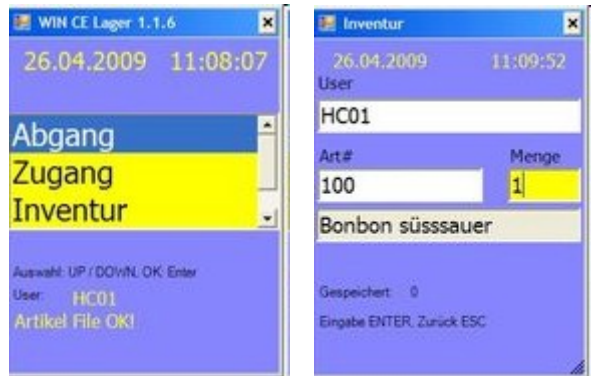 WIN CE Lager 1.1.6
26.04.2009 11:08:07
Abgang
Zugang
Inventur
Auswahl: UP / DOWN, OK: Enter
User: HC01
Artikel File OK!
Inventur
26.04.2009 11:09:52
User
HC01
Art# Menge
100 1
Bonbon süsssauer
Gespeichert: 0
Eingabe ENTER, Zurück ESC